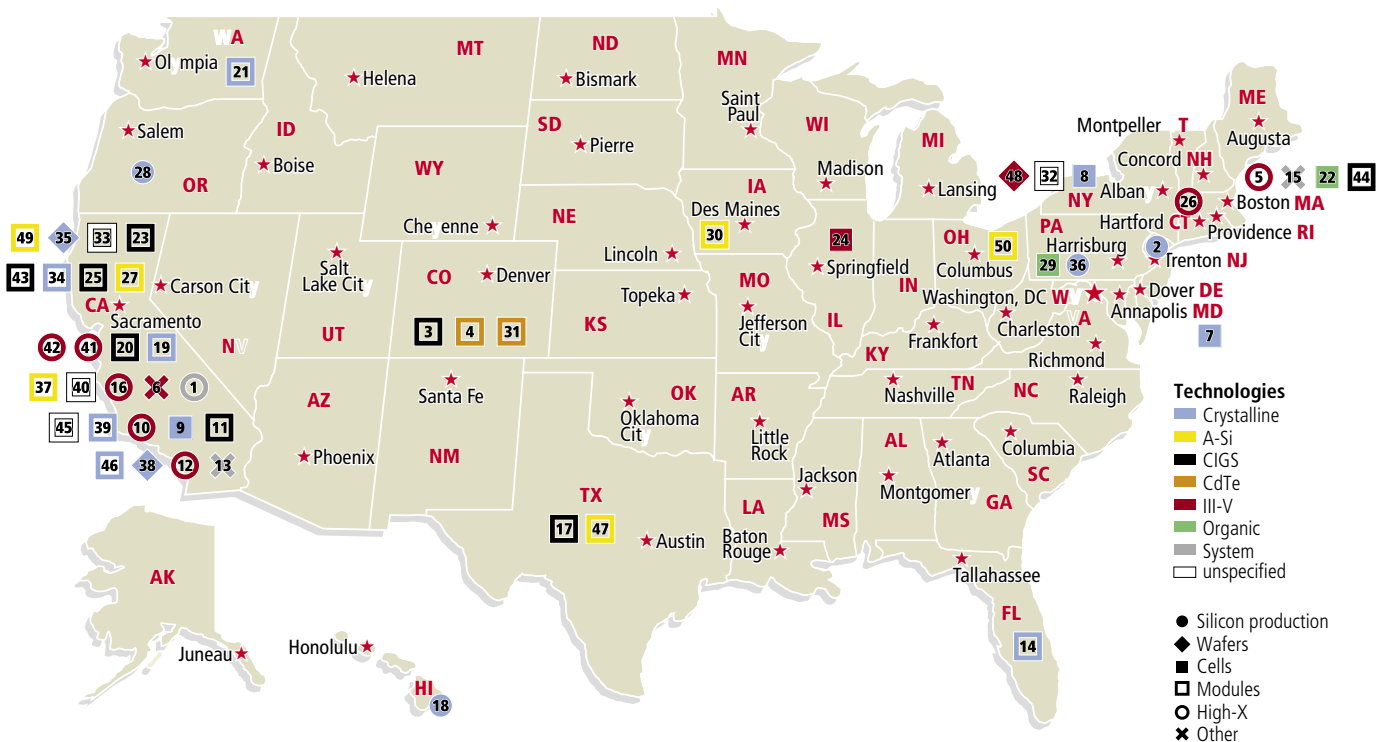 WA
Olympia
21
MT
Helena
ND
Bismark
MN
Saint
Paul
WI
Madison
MI
Lansing
ME
Augusta
Montpeller T
Concord NH
Salem
28
OR
ID
Boise
SD
Pierre
WY
Cheyenne
IA
Des Maines
30
NE
Lincoln
48 32 8
Alban
NY
26
5 15 22 44
Boston MA
Hartford CT
Providence RI
49 35 33 23
43 34 25 27
CA
Sacramento
Carson City
Nv
Salt
Lake City
UT
CO
Denver
3 4 31
Topeka
KS
MO
Jefferson
City
24
Springfield
IL
IN
OH
50
Columbus
PA
Harrisburg
29 36
2
Trenton NJ
Washington, DC Wv
Dover DE
Annapolis MD
7
Charleston
vA
Richmond
KY
Frankfort
42 41 20 19
37 40 16 6 1
45 39 10 9 11
46 38 12 13
AZ
Phoenix
Santa Fe
NM
OK
Oklahoma
City
AR
Little
Rock
Nashville
TN
NC
Raleigh
Columbia
SC
Atlanta
GA
AL
Montgomery
Jackson
MS
LA
Baton
Rouge
TX
17 47
Austin
Tallahassee
FL
14
AK
Juneau
Honolulu
HI
18
Technologies
Crystalline
A-Si
CIGS
CdTe
III-V
Organic
System
unspecified
Silicon production
Wafers
Cells
Modules
High-X
Other